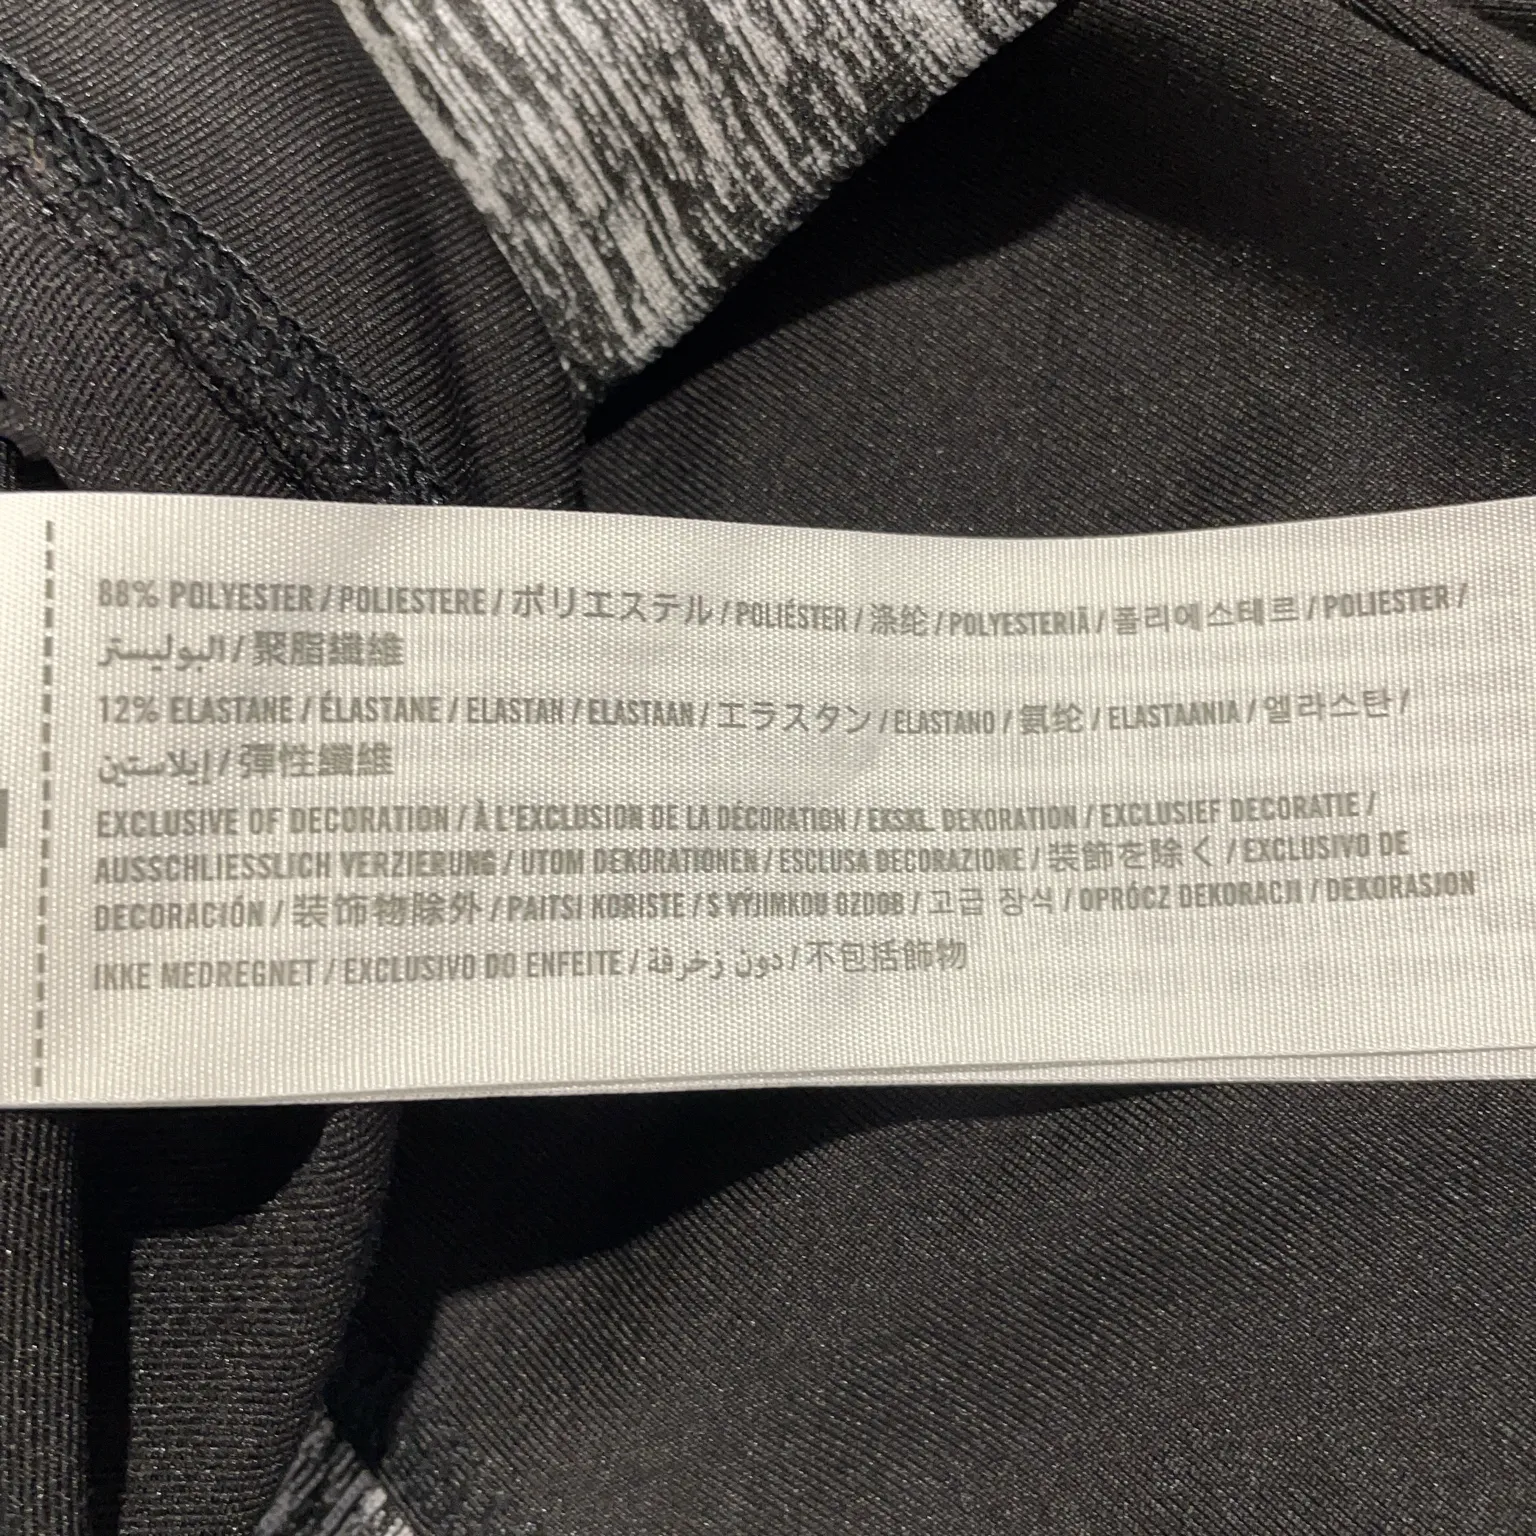 88% POLYESTER / POLIESTERE / ポリエステル / POLIÉSTER / 涤纶 / POLYESTERIÄ / 폴리에스테르 / POLIESTER /
البوليستر / 聚脂纖維
12% ELASTANE / ÉLASTANE / ELASTAN / ELASTAAN / エラスタン / ELASTANO / 氨纶 / ELASTAANIA / 엘라스탄 /
إيلاستين / 彈性纖維
EXCLUSIVE OF DECORATION / À L'EXCLUSION DE LA DÉCORATION / EKSKL DEKORATION / EXCLUSIEF DECORATIE /
AUSSCHLIESSLICH VERZIERUNG / UTOM DEKORATIONEN / ESCLUSA DECORAZIONE / 装飾を除く / EXCLUSIVO DE
DECORACIÓN / 装饰物除外 / PAITSI KORISTE / S VÝJIMKOU OZDOB / 고급 장식 / OPRÓCZ DEKORACJI / DEKORASJON
IKKE MEDREGNET / EXCLUSIVO DO ENFEITE / دون زخرفة / 不包括飾物